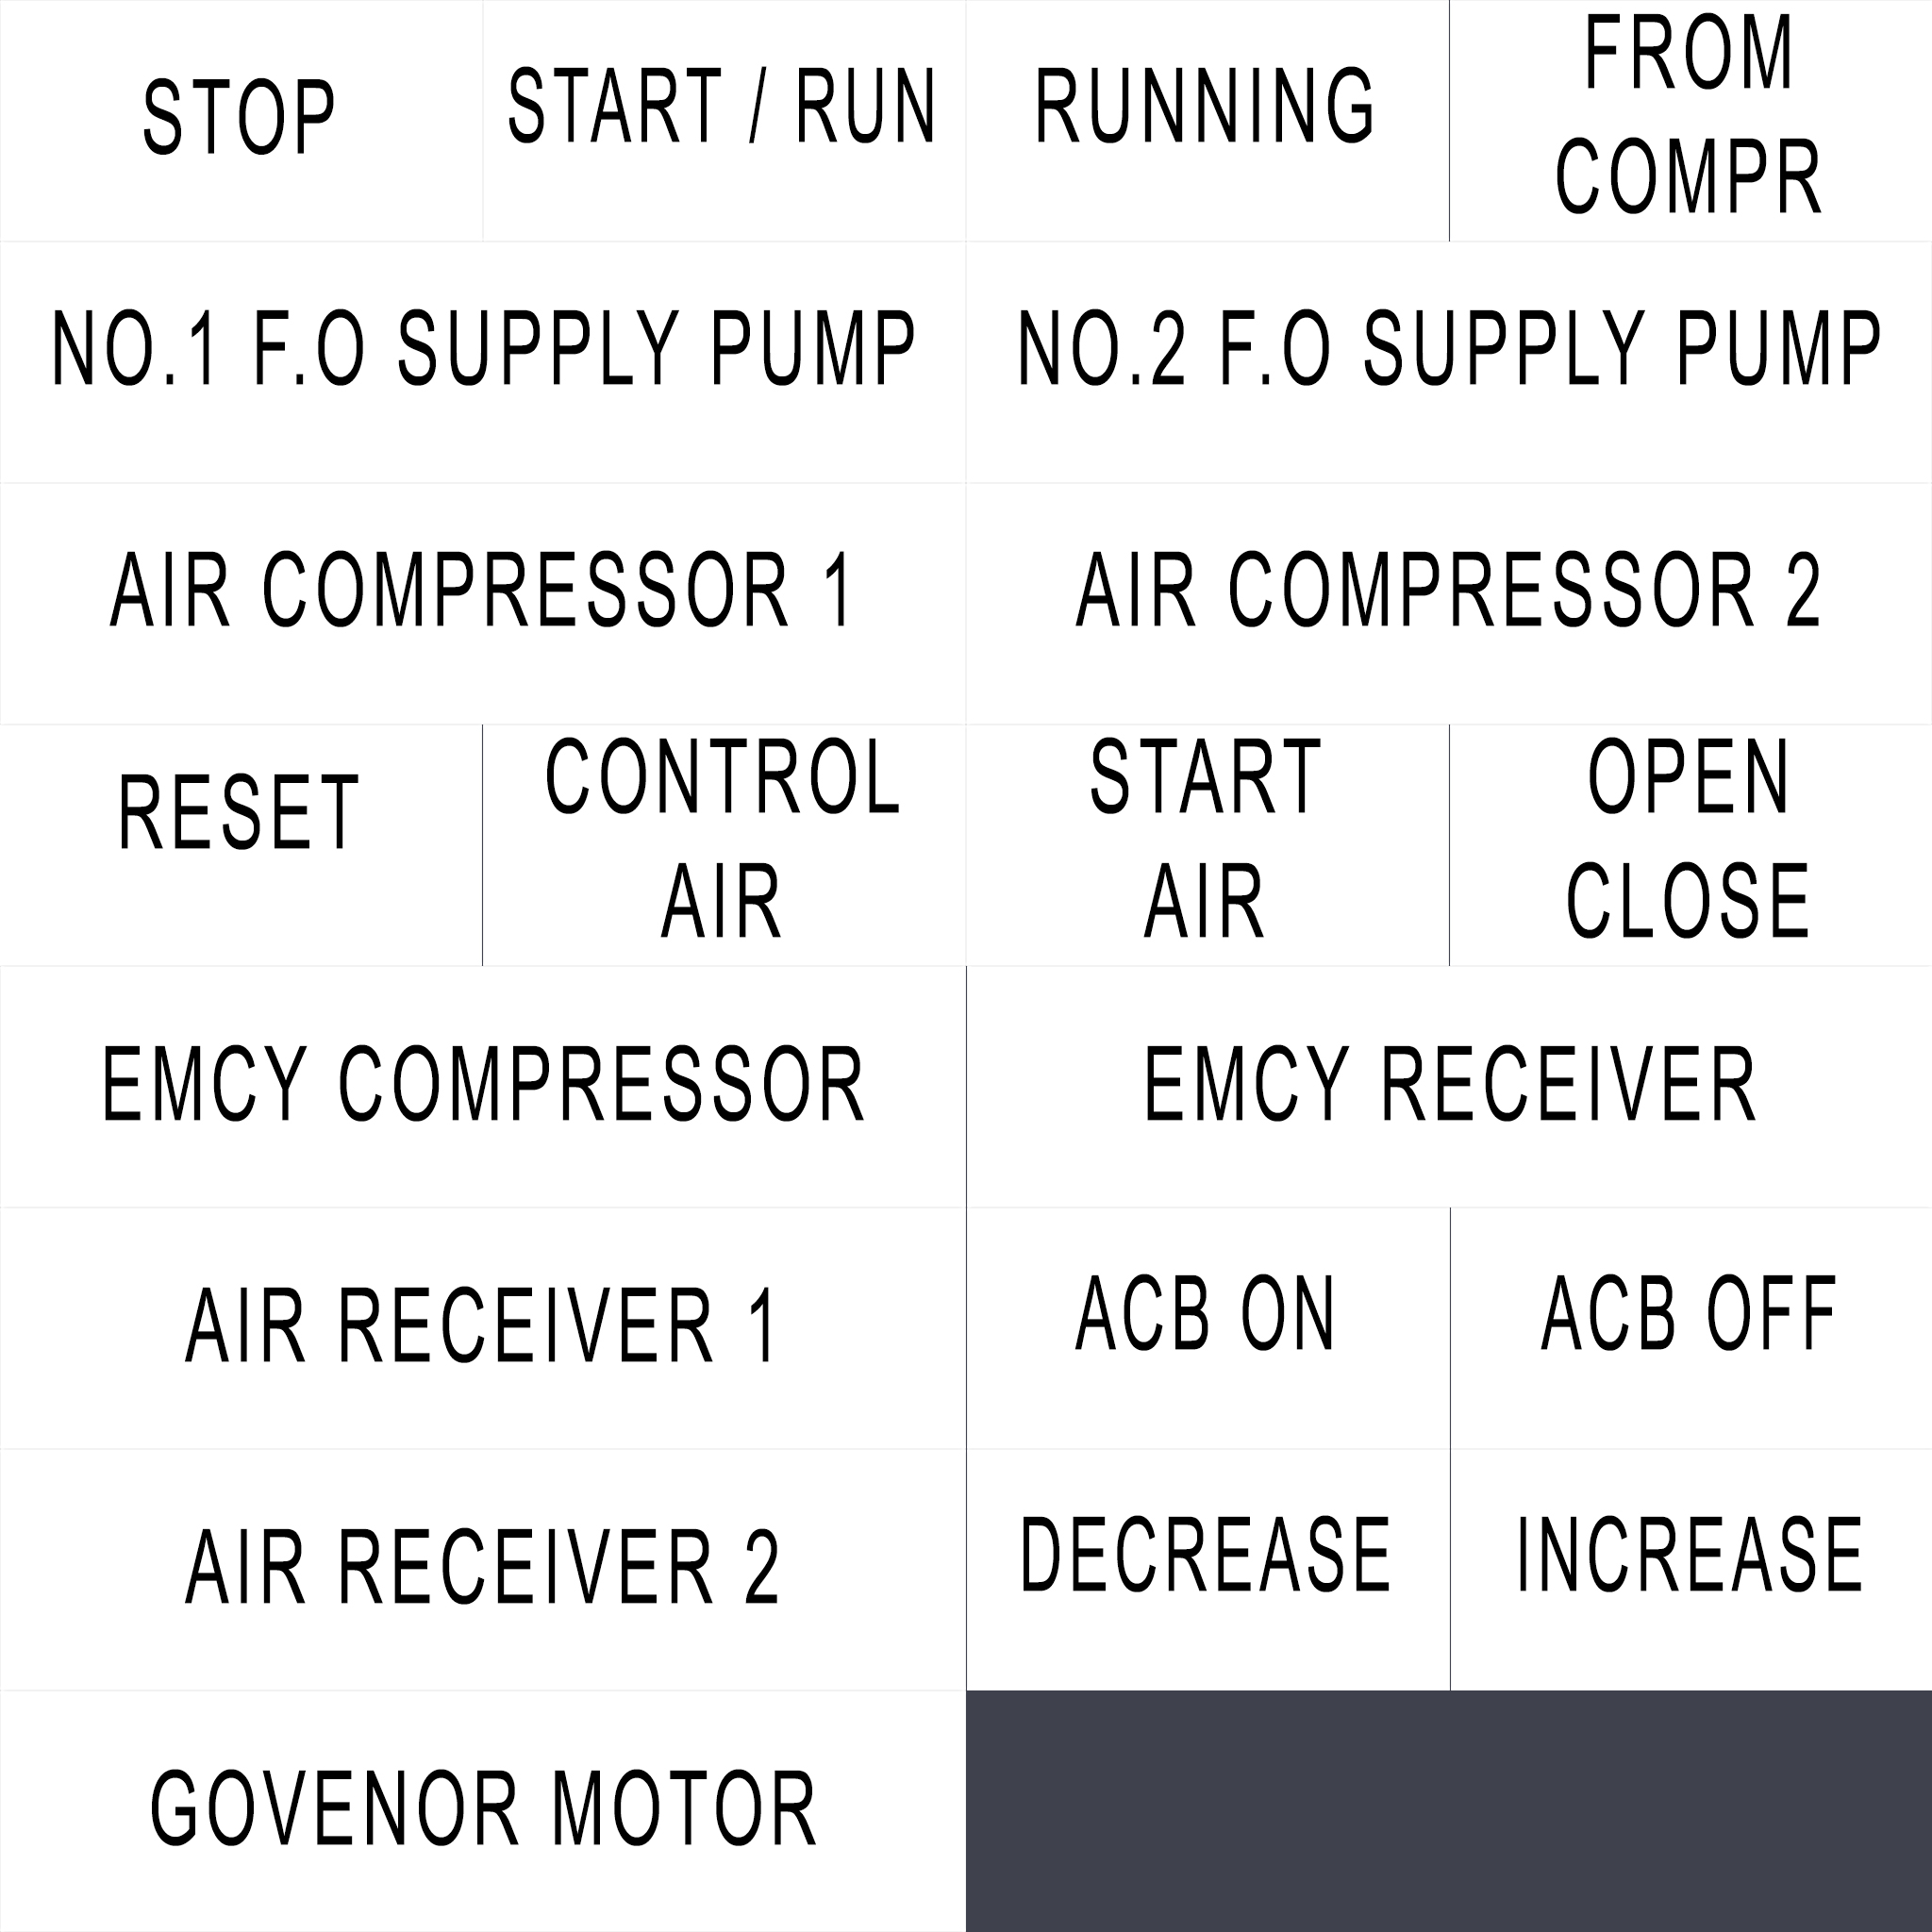 STOP
START / RUN
RUNNING
FROM
COMPR
NO.1 F.O SUPPLY PUMP
NO.2 F.O SUPPLY PUMP
AIR COMPRESSOR 1
AIR COMPRESSOR 2
RESET
CONTROL
AIR
START
AIR
OPEN
CLOSE
EMCY COMPRESSOR
EMCY RECEIVER
AIR RECEIVER 1
ACB ON
ACB OFF
AIR RECEIVER 2
DECREASE
INCREASE
GOVENOR MOTOR